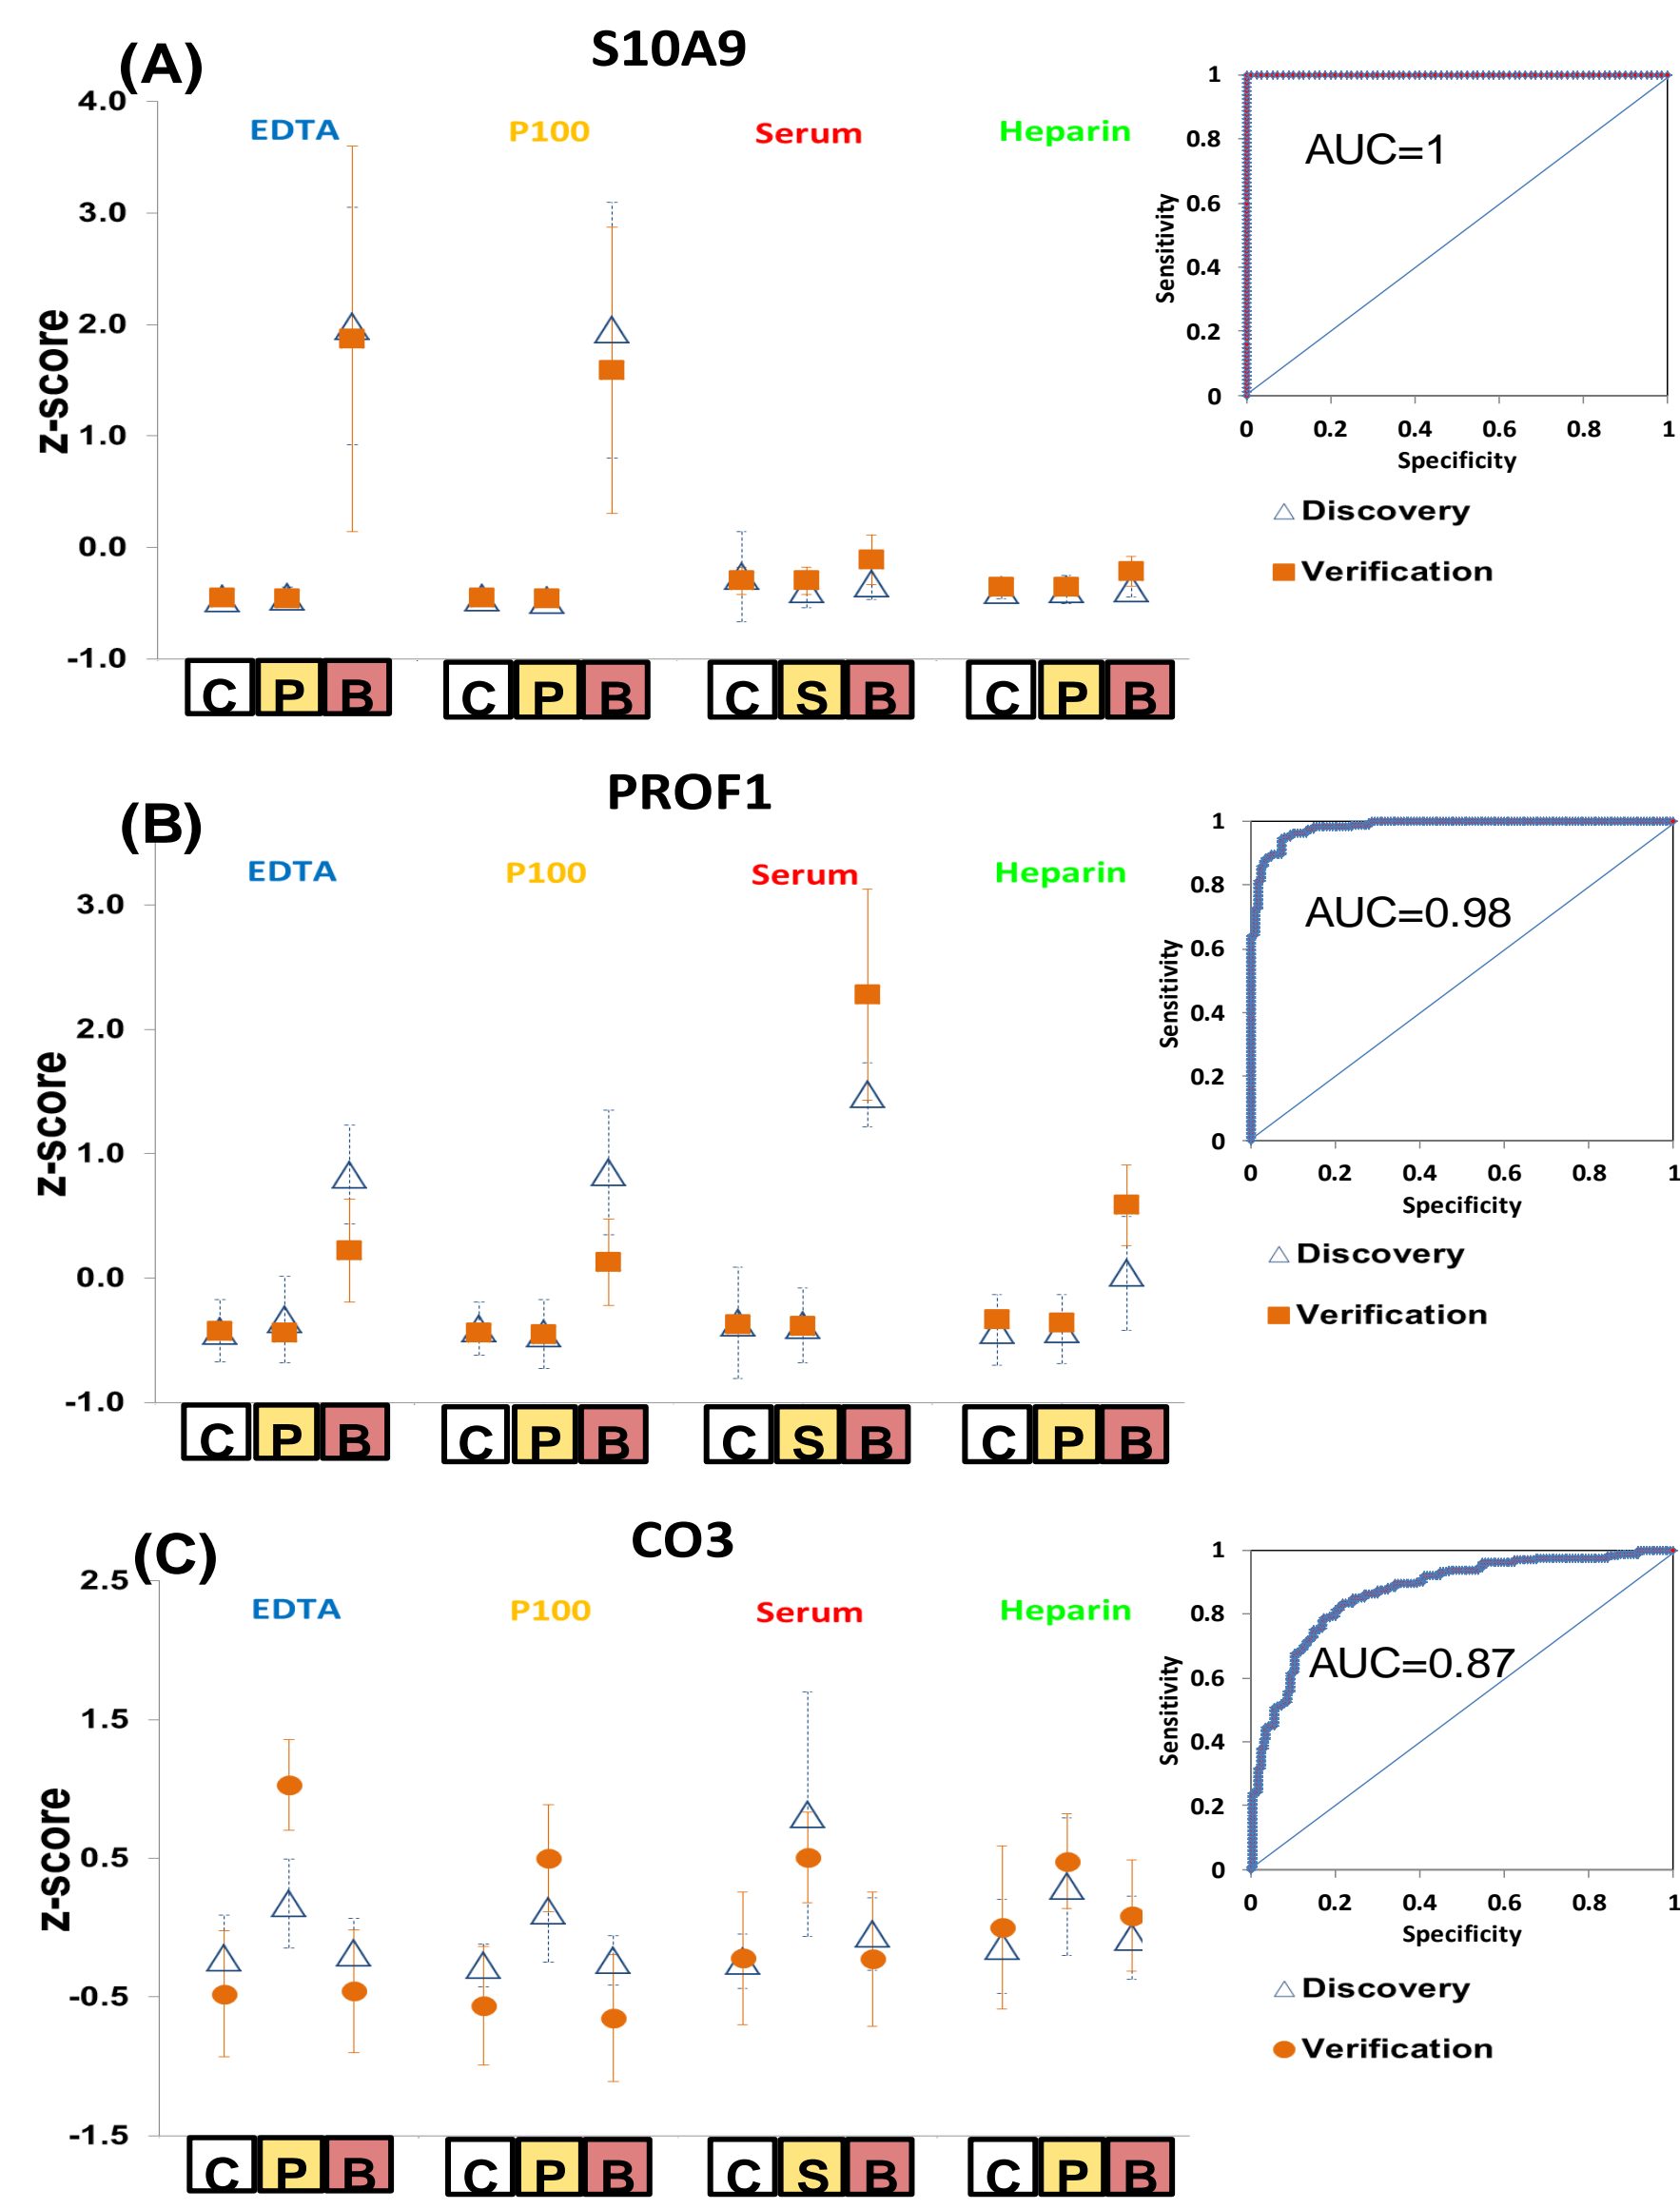 (A)
S10A9
EDTA P100 Serum Heparin
z-score
4.0
3.0
2.0
1.0
0.0
-1.0
C P B C P B C S B C P B
AUC=1
Sensitivity
1
0.8
0.6
0.4
0.2
0
0 0.2 0.4 0.6 0.8 1
Specificity
Discovery
Verification
(B)
PROF1
EDTA P100 Serum Heparin
z-score
3.0
2.0
1.0
0.0
-1.0
C P B C P B C S B C P B
AUC=0.98
Sensitivity
1
0.8
0.6
0.4
0.2
0
0 0.2 0.4 0.6 0.8 1
Specificity
Discovery
Verification
(C)
CO3
EDTA P100 Serum Heparin
z-score
2.5
1.5
0.5
-0.5
-1.5
C P B C P B C S B C P B
AUC=0.87
Sensitivity
1
0.8
0.6
0.4
0.2
0
0 0.2 0.4 0.6 0.8 1
Specificity
Discovery
Verification